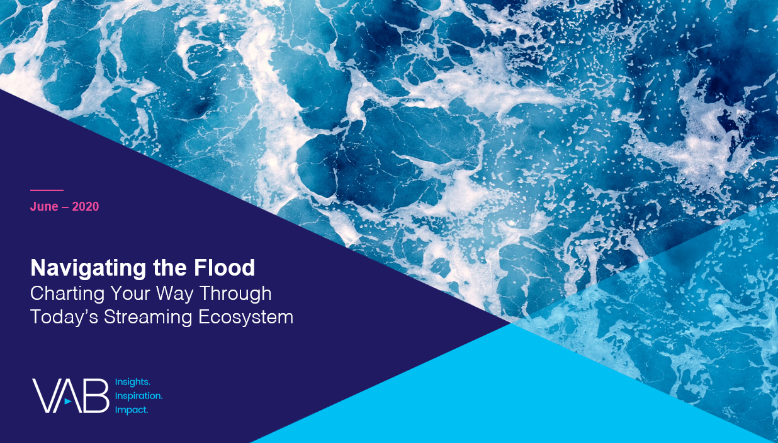 June – 2020
Navigating the Flood
Charting Your Way Through
Today's Streaming Ecosystem
VAB
Insights.
Inspiration.
Impact.